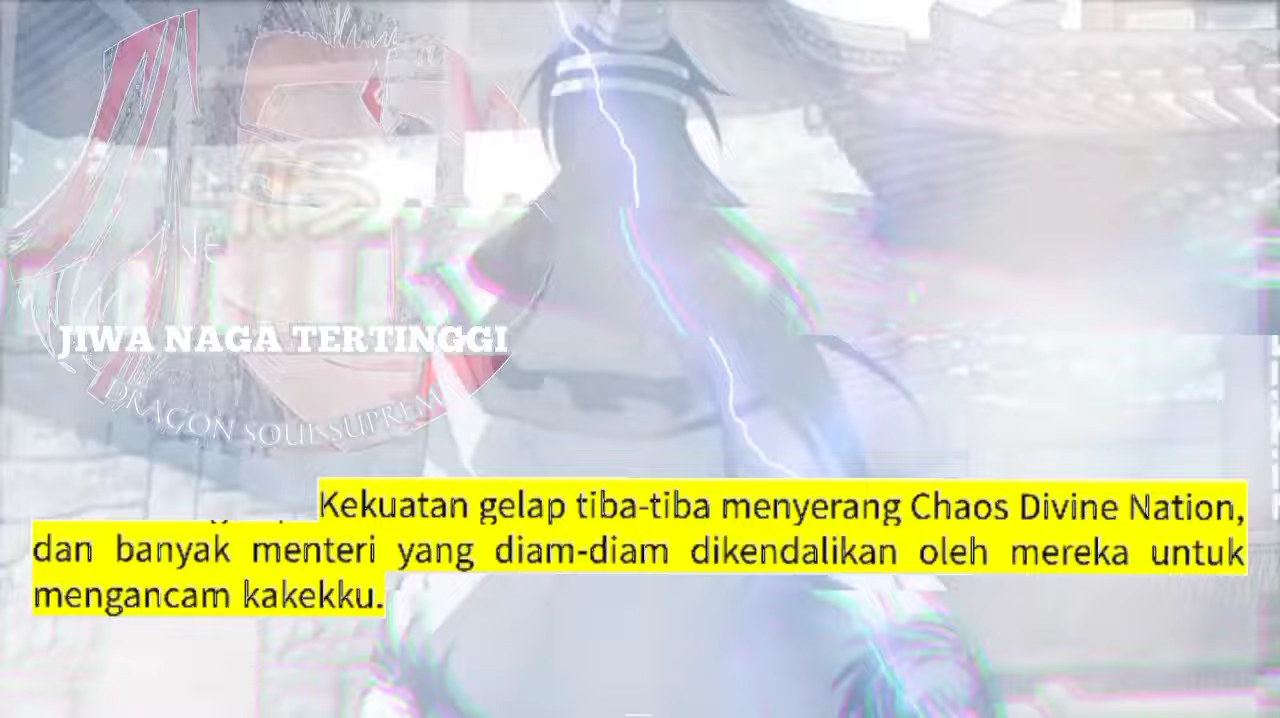 JIWA NAGA TERTINGGI
DRAGON SOUL SUPREM
Kekuatan gelap tiba-tiba menyerang Chaos Divine Nation,
dan banyak menteri yang diam-diam dikendalikan oleh mereka untuk
mengancam kakekku.